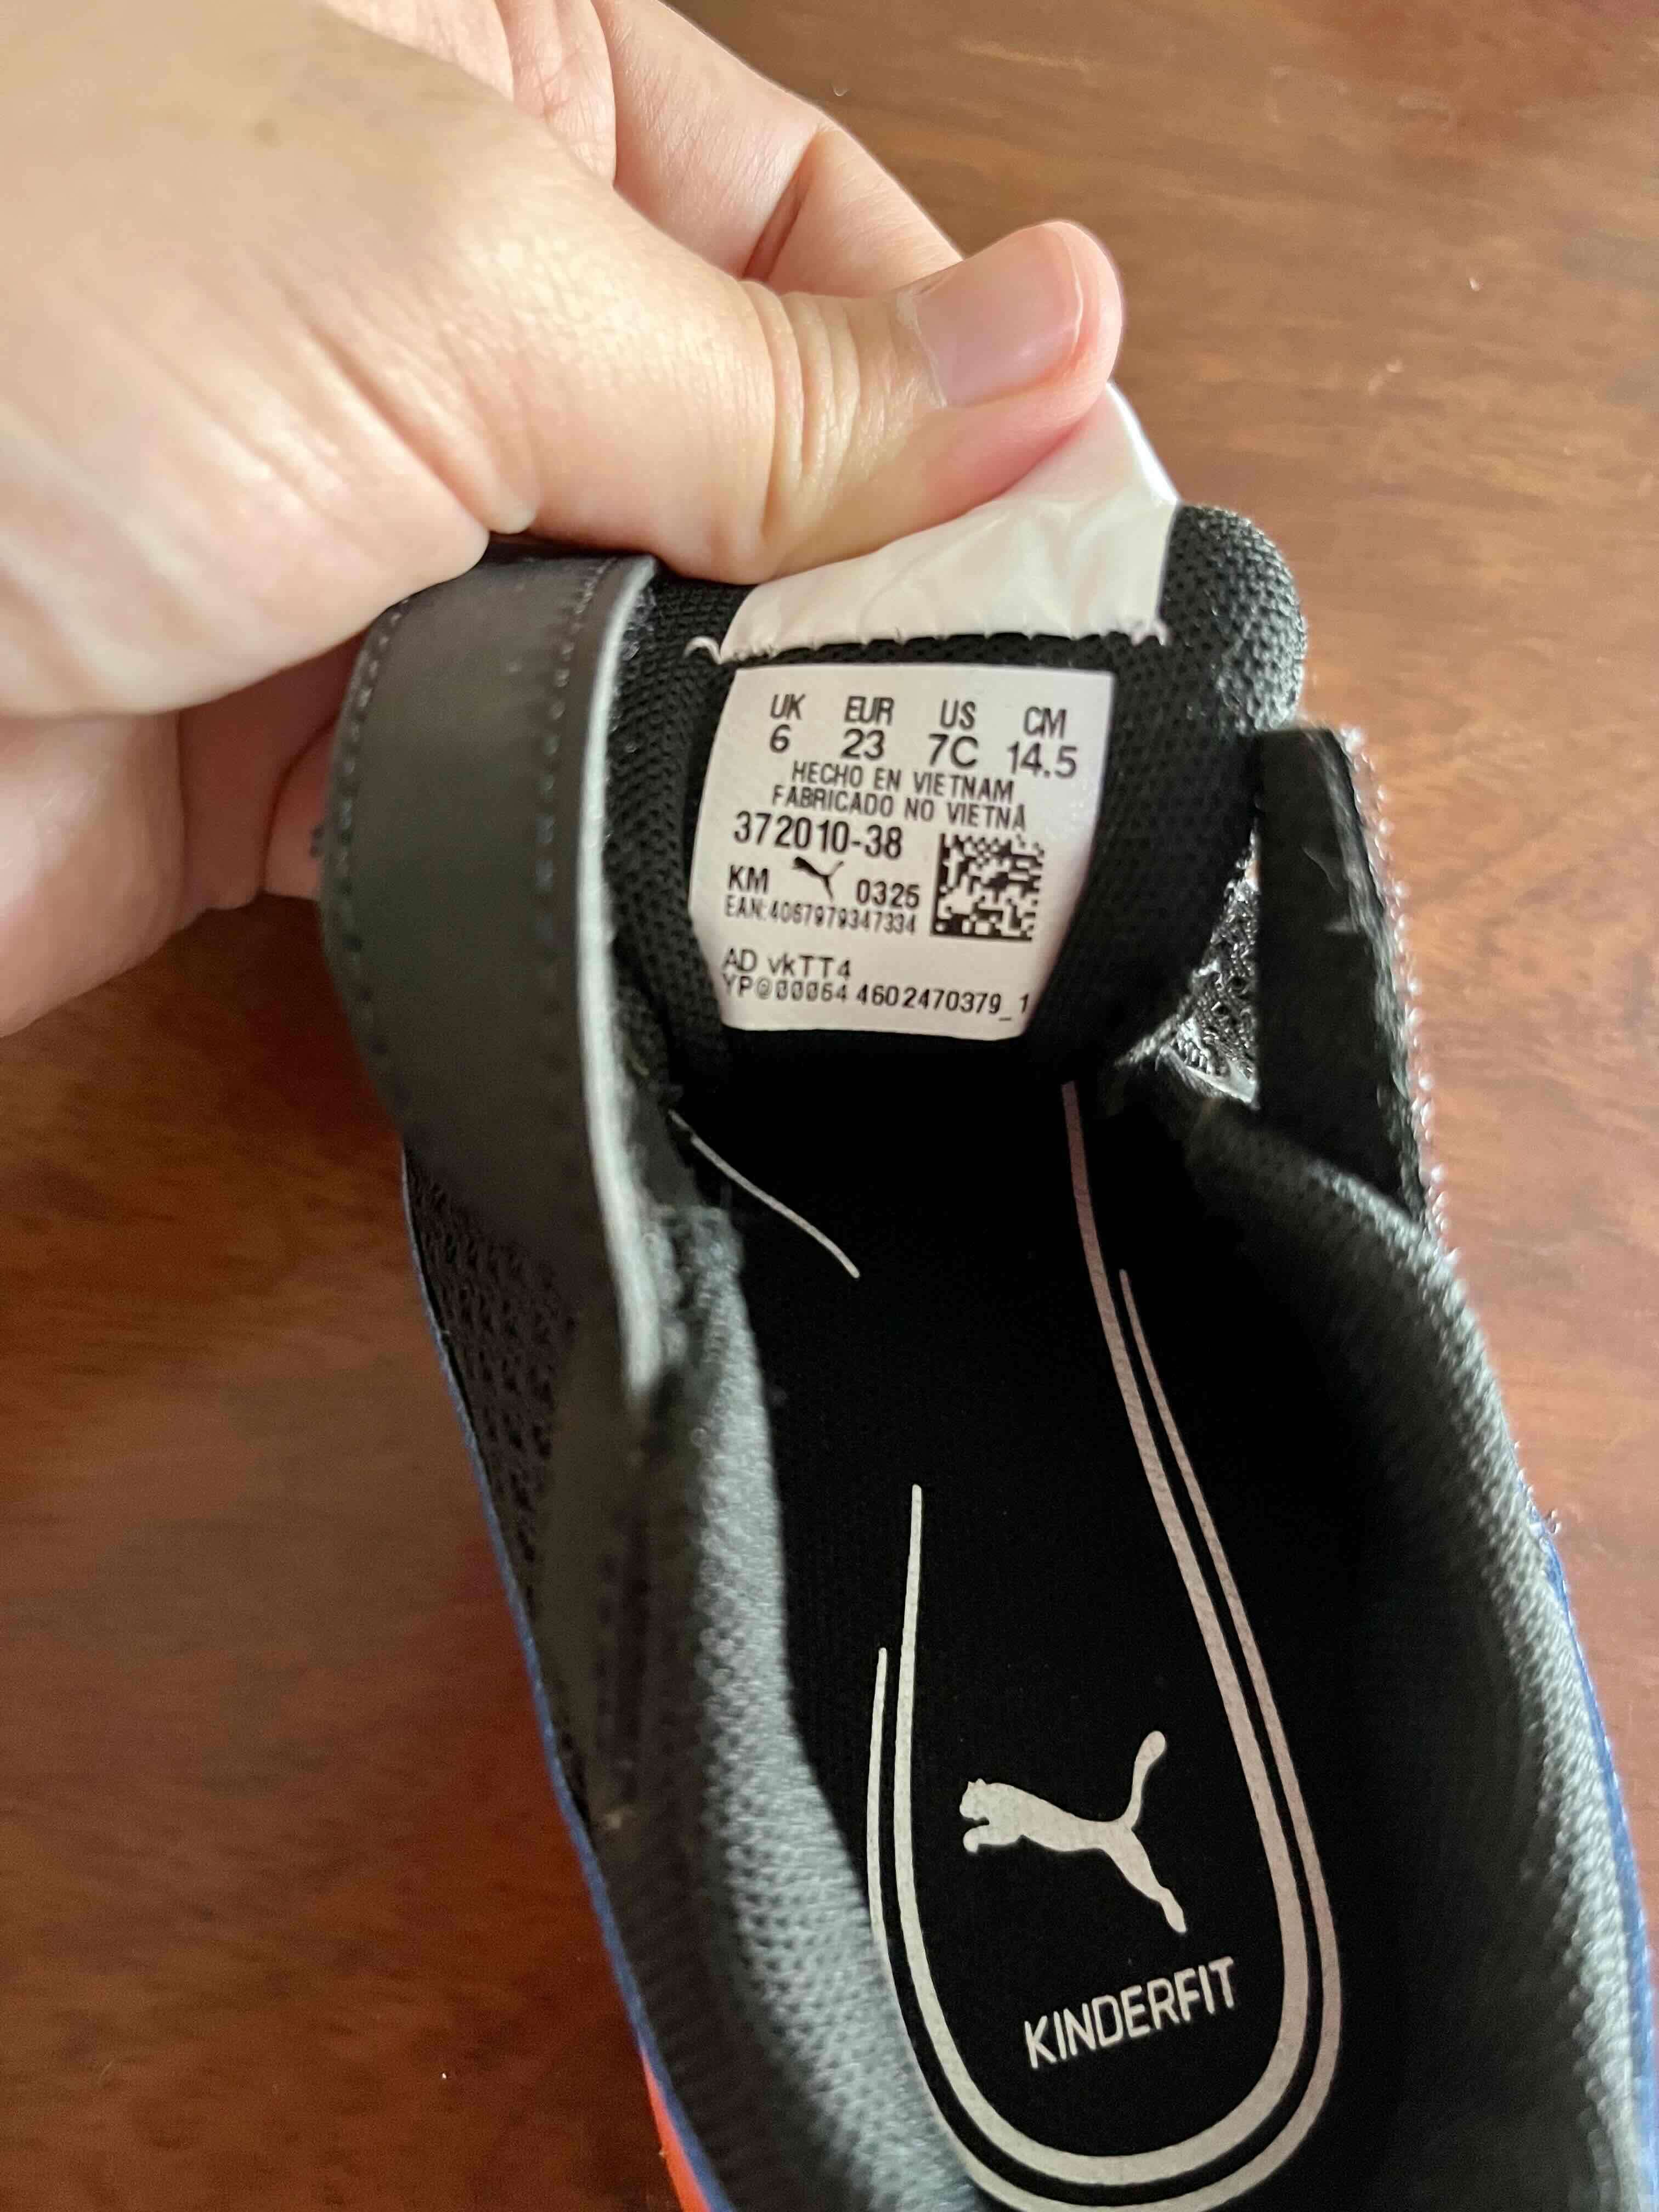 UK EUR US CM
6 23 7C 14.5
HECHO EN VIETNAM
FABRICADO NO VIETNÃ
372010-38
KM 0325
EAN:4067979347334
AD vkTT4
YP@00064 4602470379_1
KINDERFIT